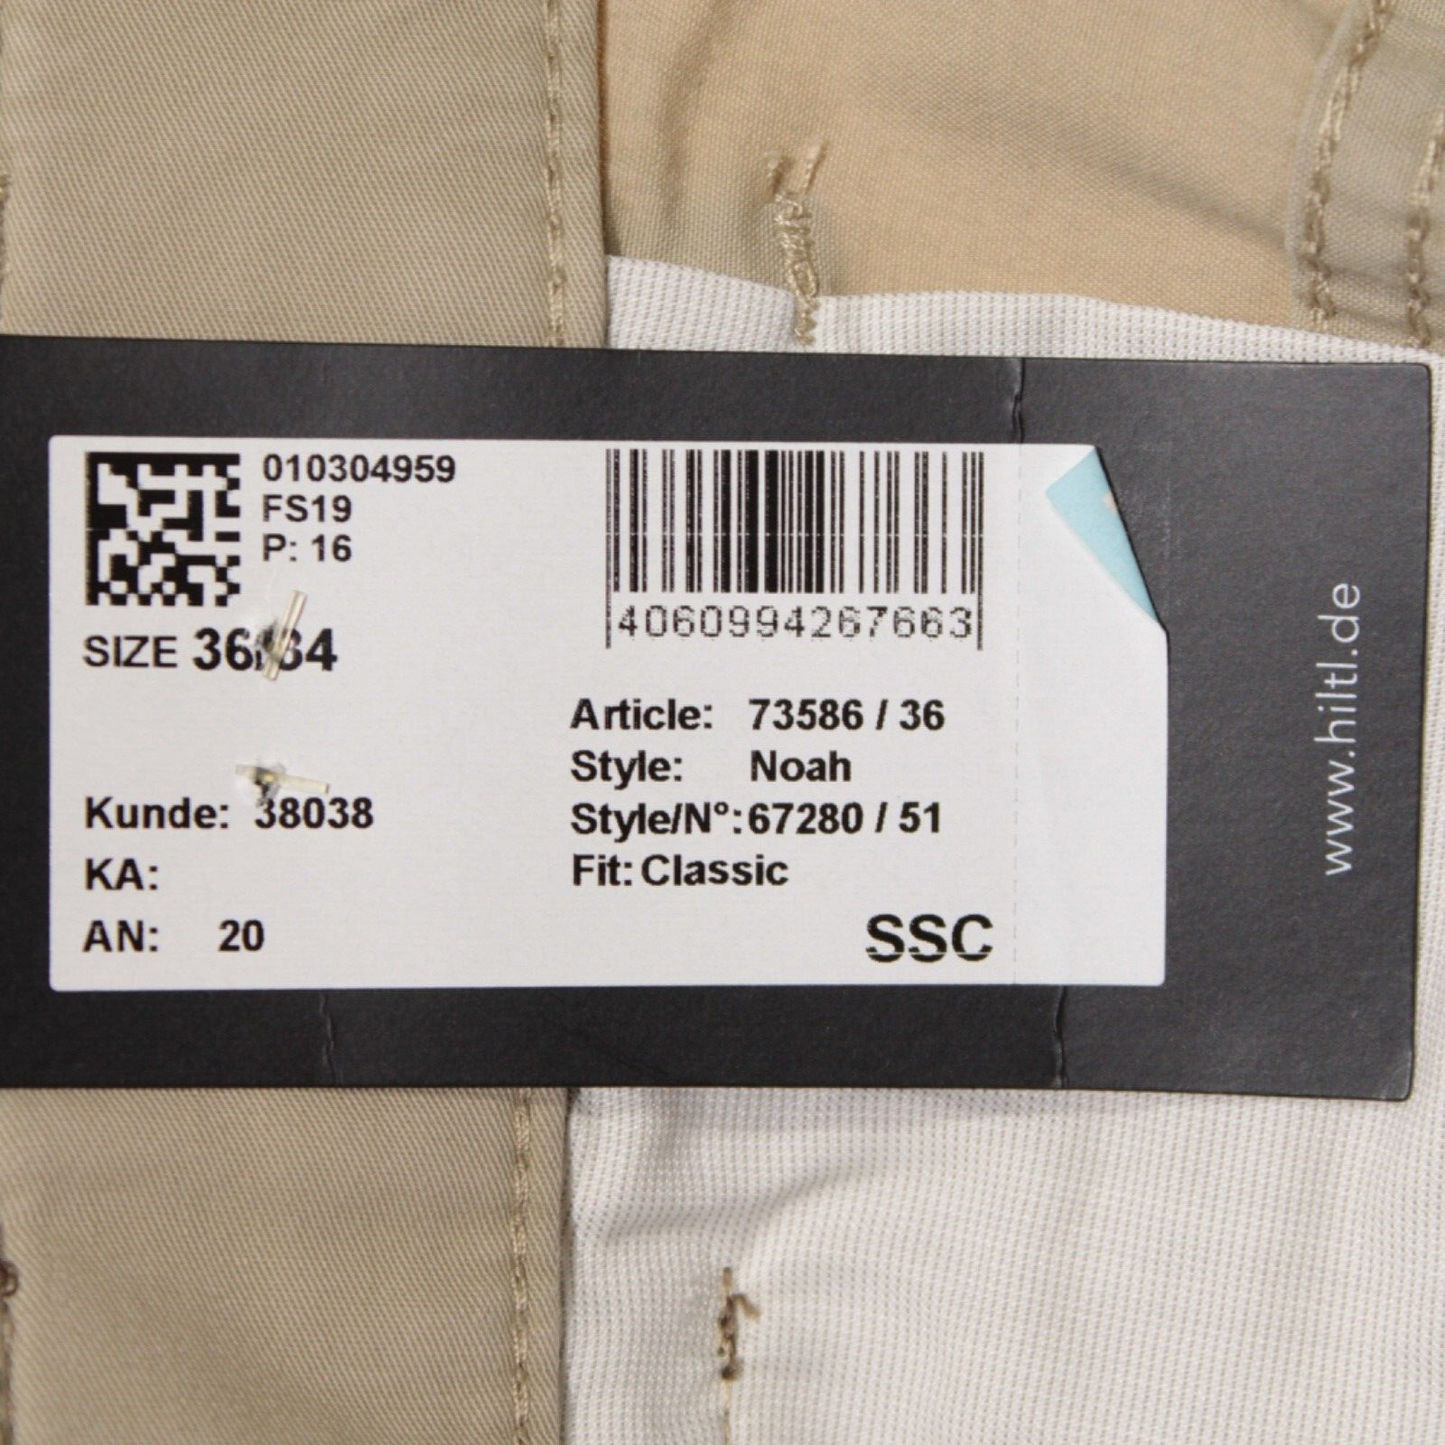 010304959
FS19
P: 16
SIZE 36/34
4060994267663
Article: 73586 / 36
Style: Noah
Style/N°: 67280 / 51
Fit: Classic
Kunde: 38038
KA:
AN: 20
SSC
www.hiltl.de